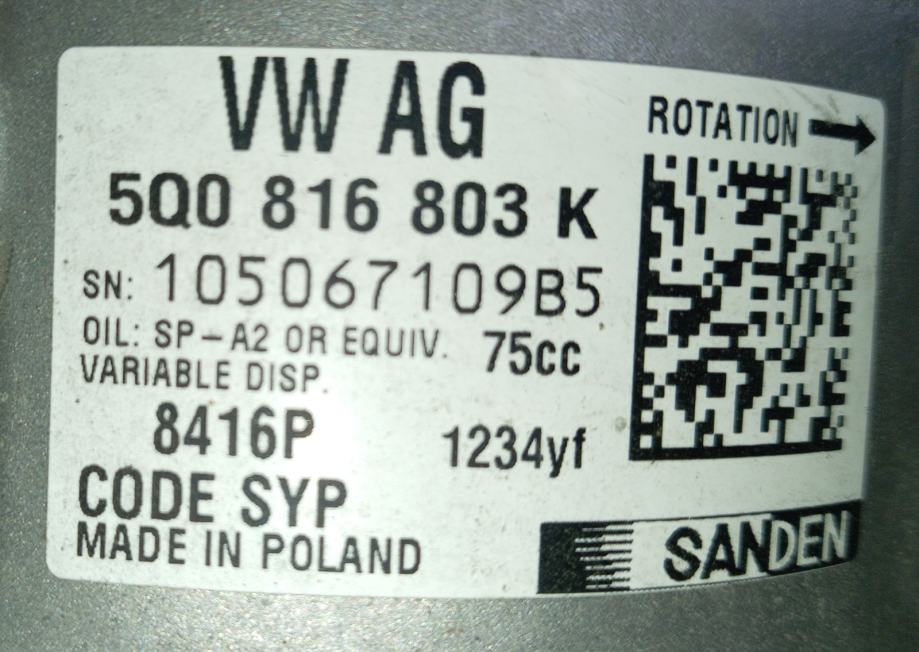 VW AG
ROTATION
5Q0 816 803 K
SN: 105067109B5
OIL: SP-A2 OR EQUIV. 75cc
VARIABLE DISP.
8416P 1234yf
CODE SYP
MADE IN POLAND
SANDEN